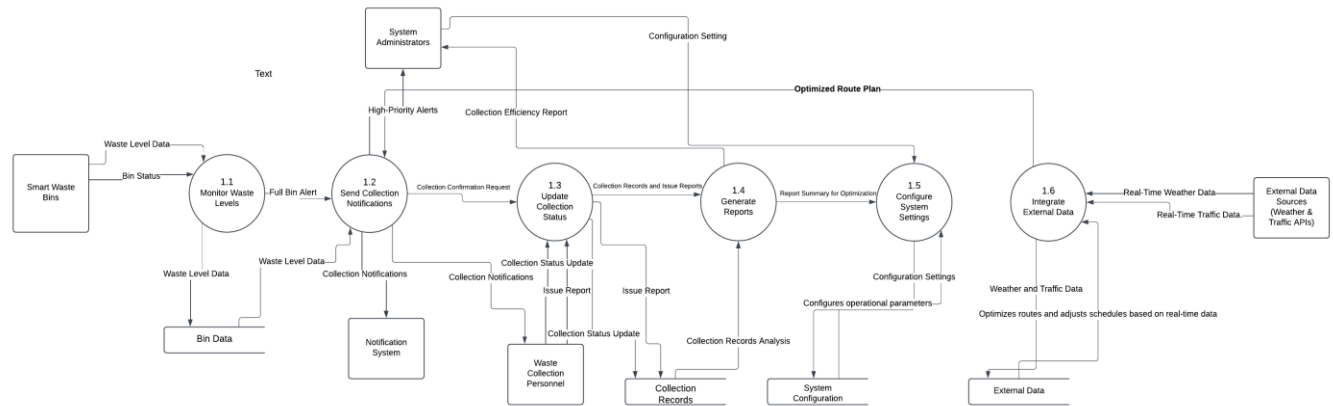 System
Administrators
Configuration Setting
Text
Optimized Route Plan
High-Priority Alerts
Collection Efficiency Report
Waste Level Data
Bin Status
Smart Waste
Bins
1.1
Monitor Waste
Levels
Full Bin Alert
1.2
Send Collection
Notifications
Collection Confirmation Request
1.3
Update
Collection
Status
Collection Records and Issue Reports
1.4
Generate
Reports
Report Summary for Optimization
1.5
Configure
System
Settings
1.6
Integrate
External Data
Real-Time Weather Data
Real-Time Traffic Data
External Data
Sources
(Weather &
Traffic APIs)
Waste Level Data
Waste Level Data
Collection Notifications
Collection Notifications
Collection Status Update
Issue Report
Issue Report
Configuration Settings
Configures operational parameters
Weather and Traffic Data
Optimizes routes and adjusts schedules based on real-time data
Collection Status Update
Collection Records Analysis
Bin Data
Notification
System
Waste
Collection
Personnel
Collection
Records
System
Configuration
External Data